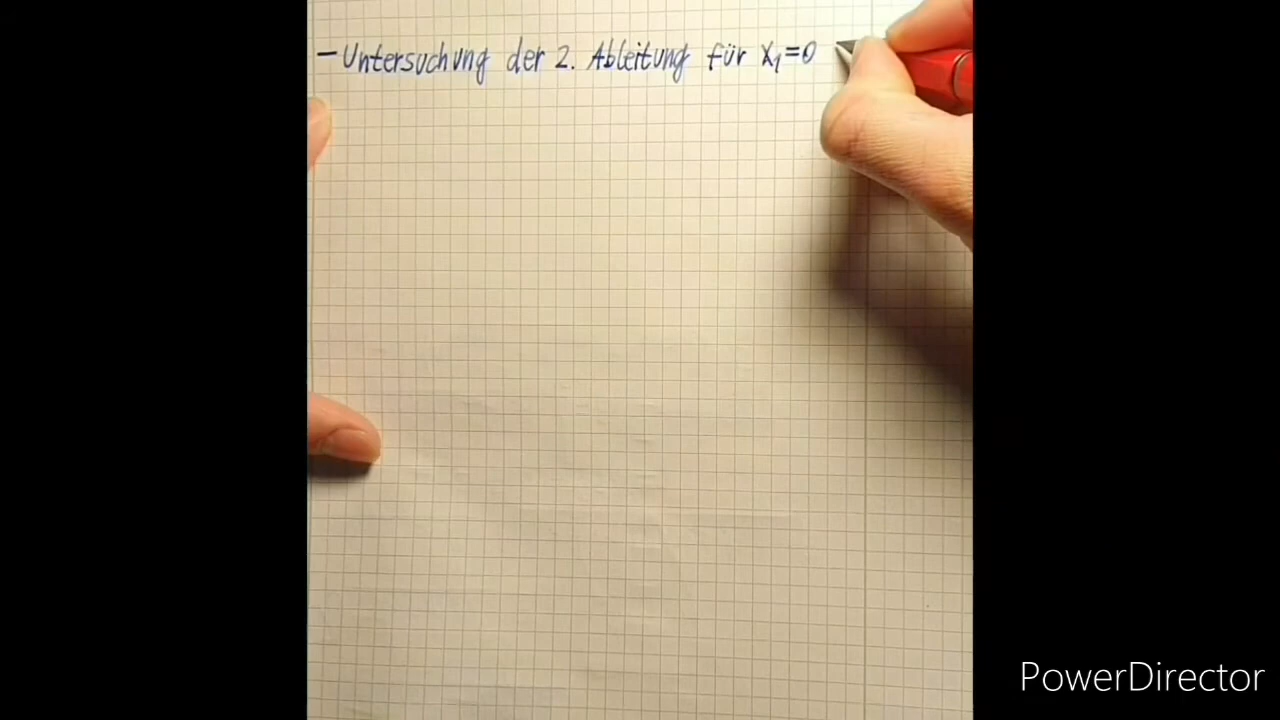 – Untersuchung der 2. Ableitung für x₁=0
PowerDirector